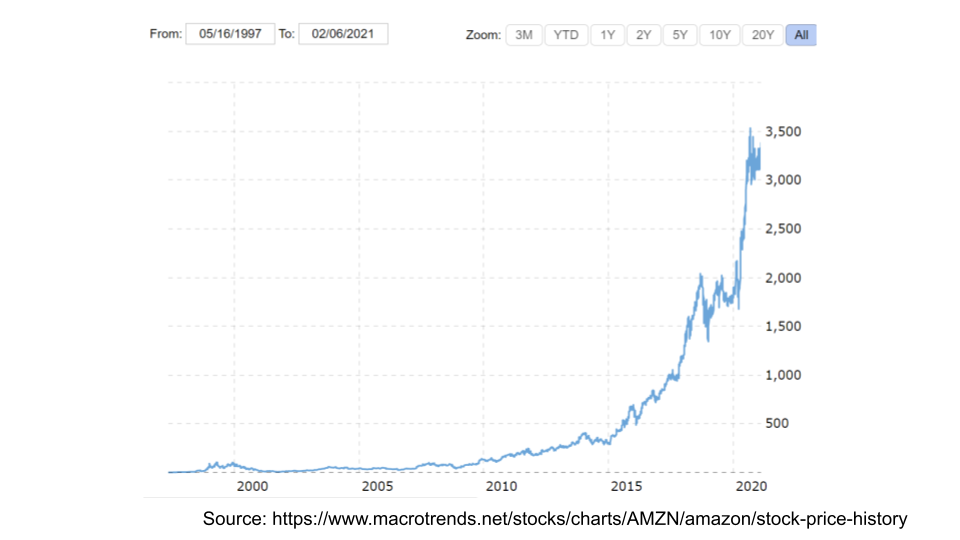 From: 05/16/1997 To: 02/06/2021 Zoom: 3M YTD 1Y 2Y 5Y 10Y 20Y All
3,500
3,000
2,500
2,000
1,500
1,000
500
2000 2005 2010 2015 2020
Source: https://www.macrotrends.net/stocks/charts/AMZN/amazon/stock-price-history